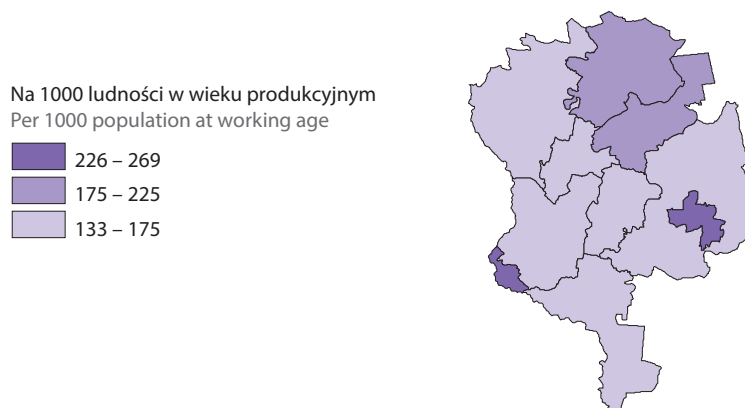 Na 1000 ludności w wieku produkcyjnym
Per 1000 population at working age
226 – 269
175 – 225
133 – 175